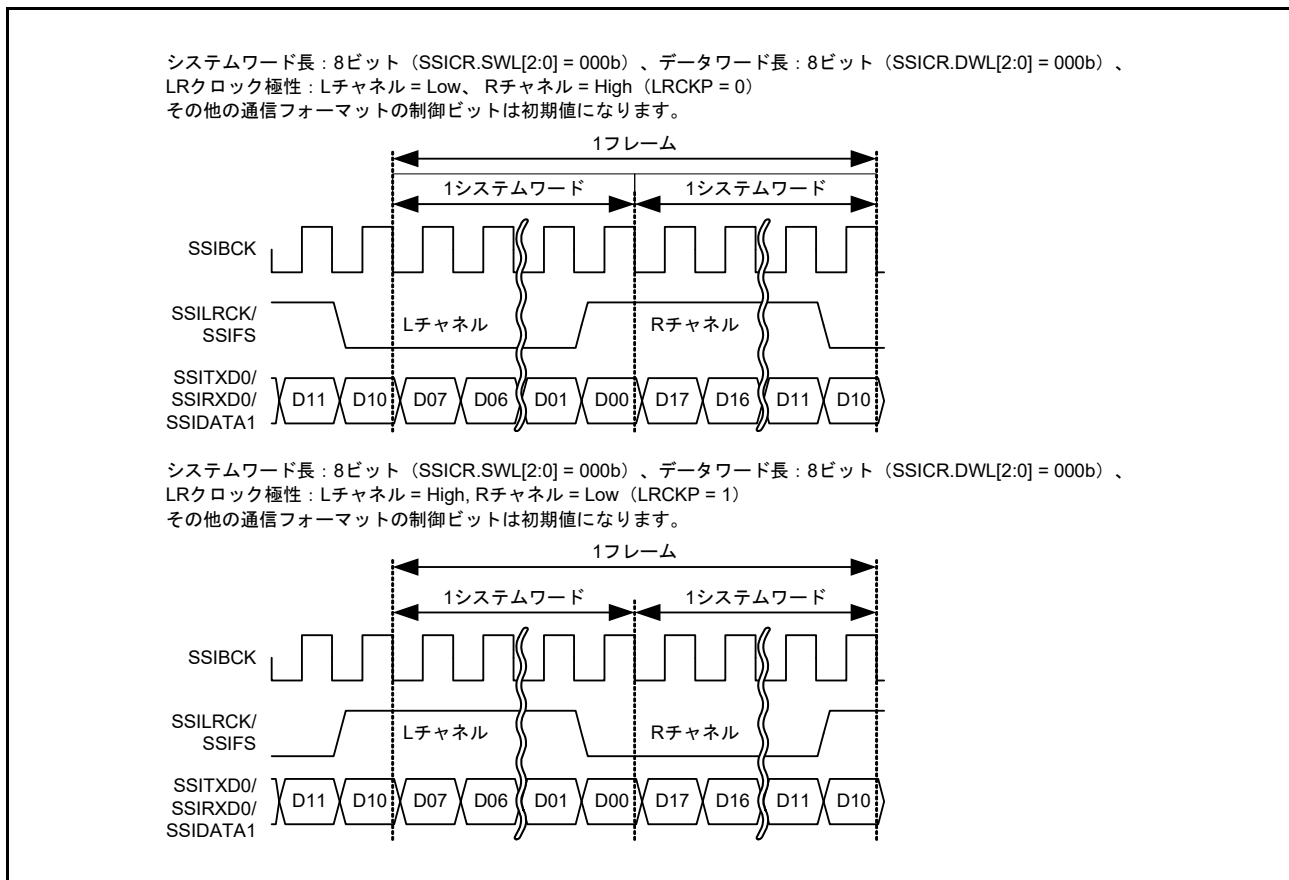 システムワード長：8ビット（SSICR.SWL[2:0] = 000b）、データワード長：8ビット（SSICR.DWL[2:0] = 000b）、
LRクロック極性：Lチャネル = Low、 Rチャネル = High（LRCKP = 0）
その他の通信フォーマットの制御ビットは初期値になります。
1フレーム
1システムワード 1システムワード
SSIBCK
SSILRCK/
SSIFS
Lチャネル Rチャネル
SSITXD0/
SSIRXD0/
SSIDATA1
D11 D10 D07 D06 D01 D00 D17 D16 D11 D10
システムワード長：8ビット（SSICR.SWL[2:0] = 000b）、データワード長：8ビット（SSICR.DWL[2:0] = 000b）、
LRクロック極性：Lチャネル = High, Rチャネル = Low（LRCKP = 1）
その他の通信フォーマットの制御ビットは初期値になります。
1フレーム
1システムワード 1システムワード
SSIBCK
SSILRCK/
SSIFS
Lチャネル Rチャネル
SSITXD0/
SSIRXD0/
SSIDATA1
D11 D10 D07 D06 D01 D00 D17 D16 D11 D10